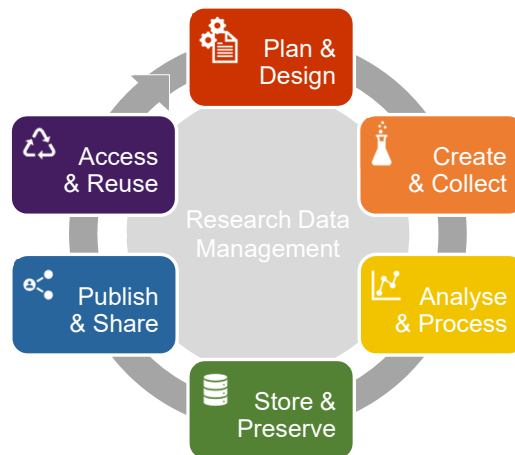 Plan &
Design
Create
& Collect
Analyse
& Process
Store &
Preserve
Publish
& Share
Access
& Reuse
Research Data
Management